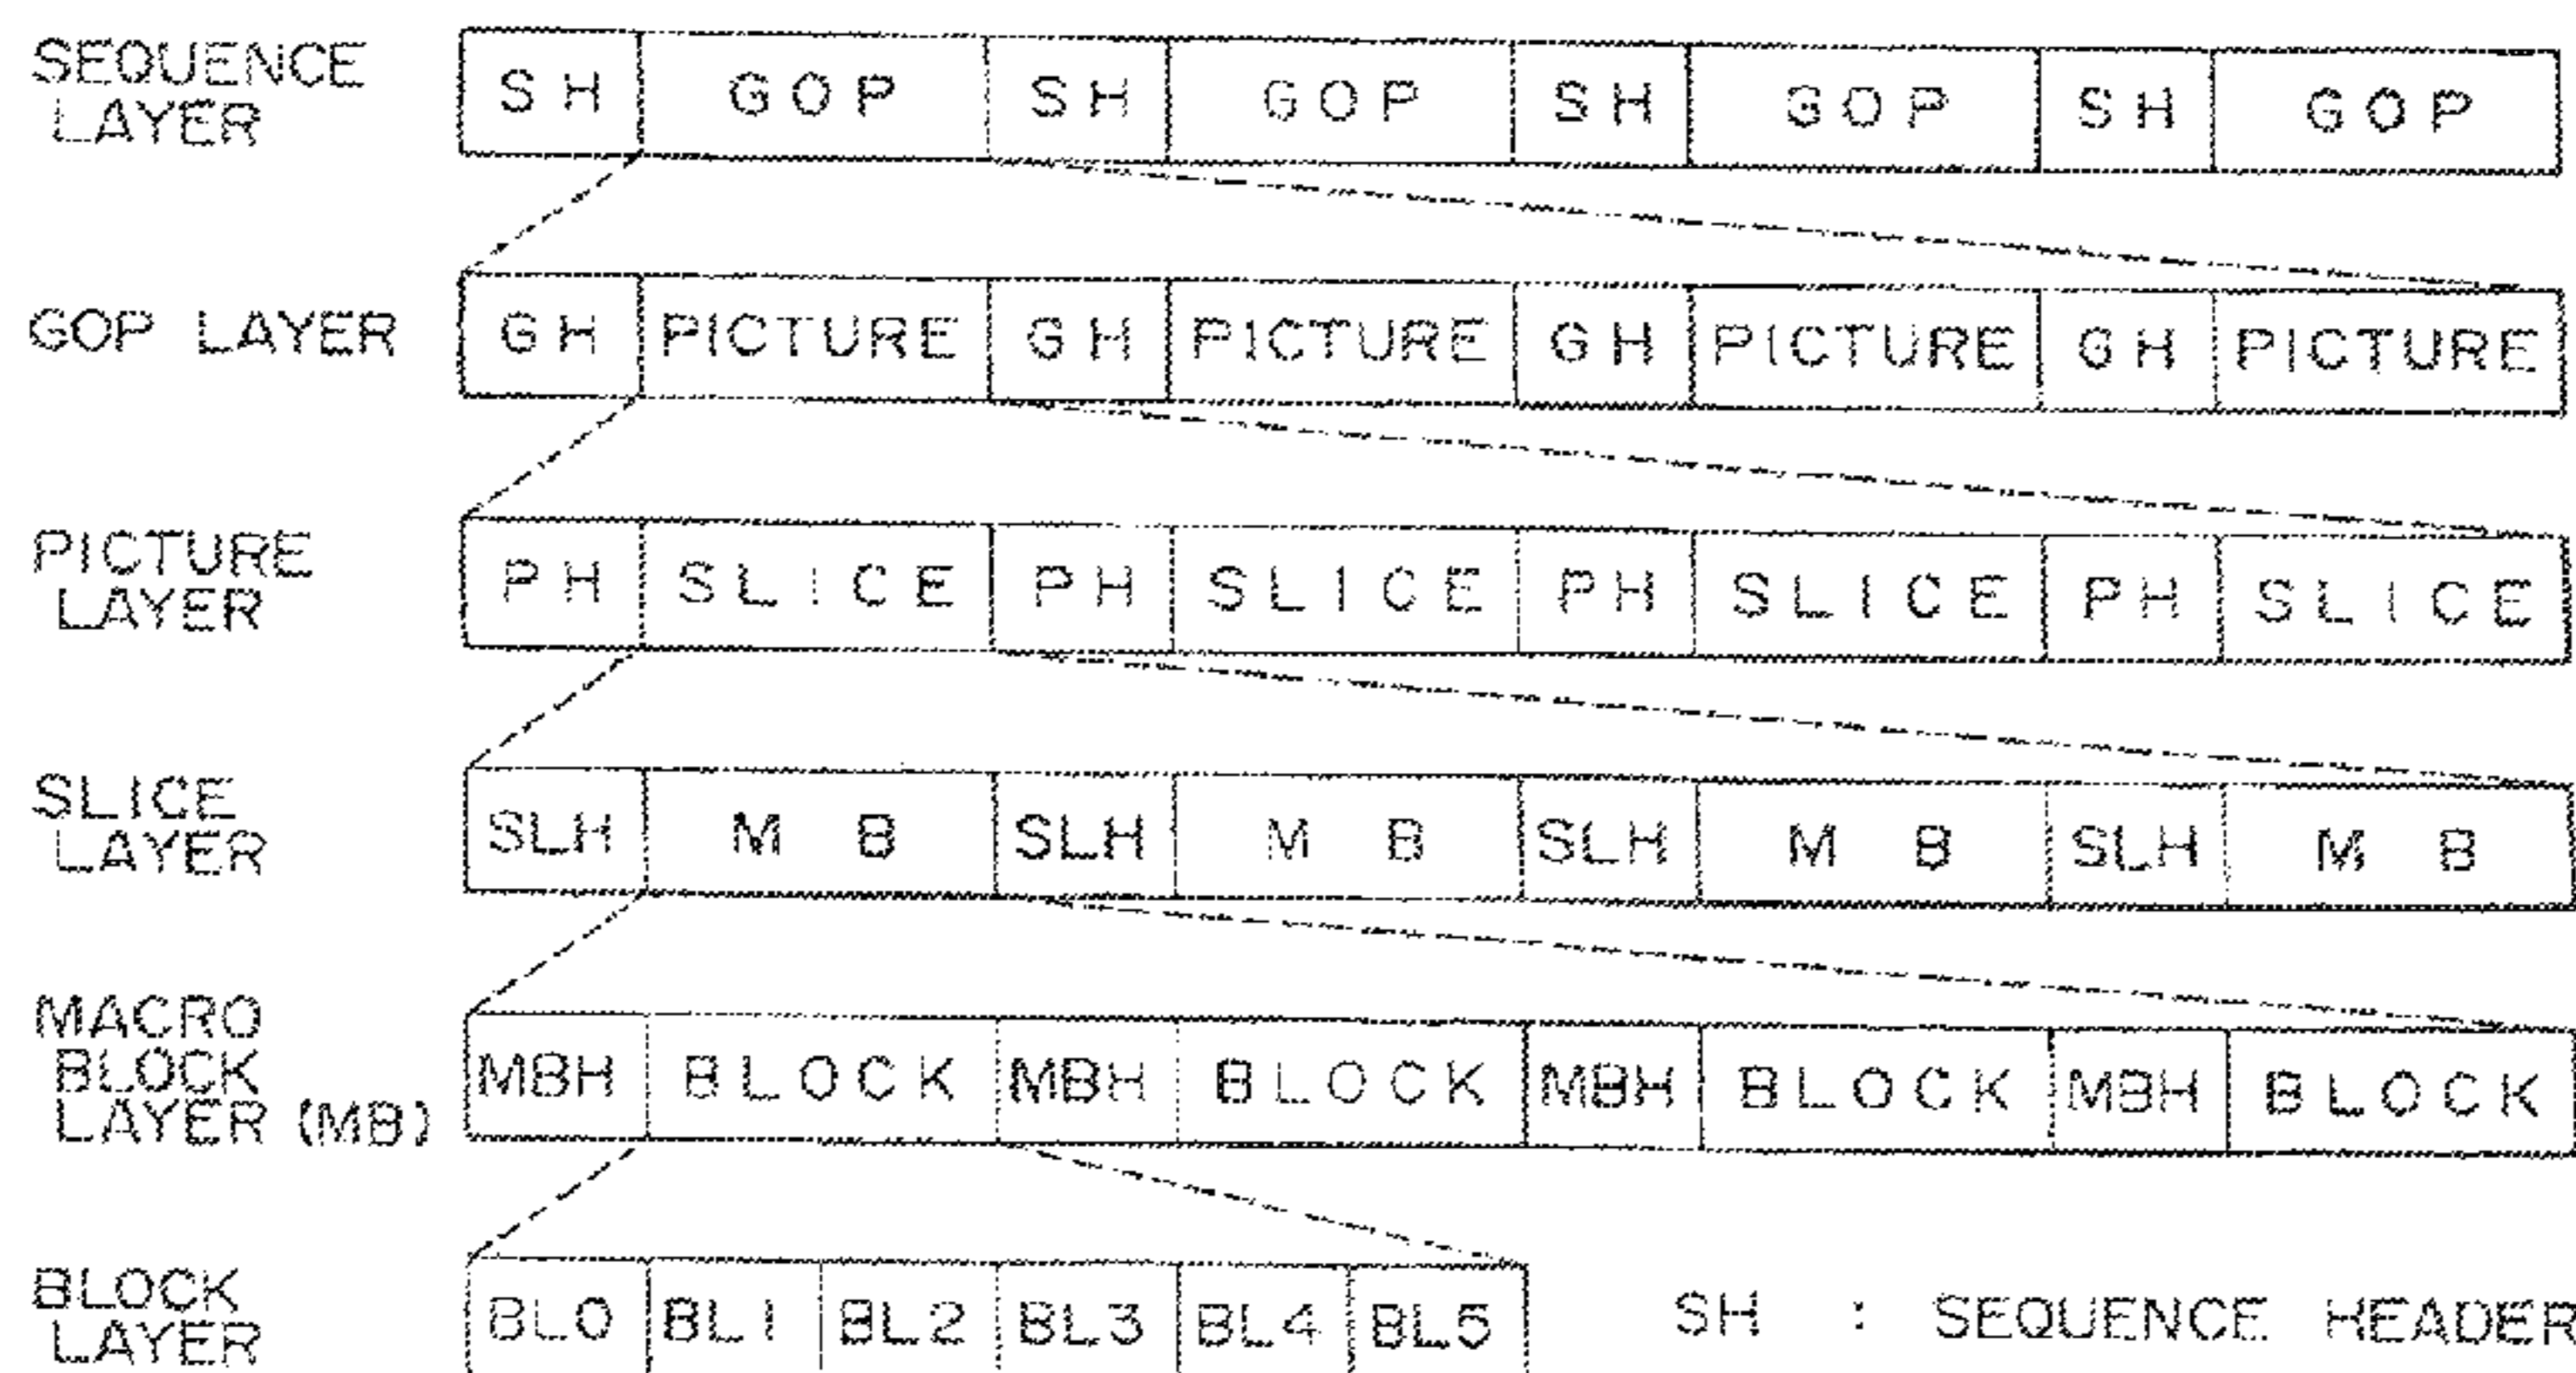 SEQUENCE
LAYER
SH GOP SH GOP SH GOP SH GOP
GOP LAYER
GH PICTURE GH PICTURE GH PICTURE GH PICTURE
PICTURE
LAYER
PH SLICE PH SLICE PH SLICE PH SLICE
SLICE
LAYER
SLH MB SLH MB SLH MB SLH MB
MACRO
BLOCK
LAYER (MB)
MBH BLOCK MBH BLOCK MBH BLOCK MBH BLOCK
BLOCK
LAYER
BL0 BL1 BL2 BL3 BL4 BL5
SH : SEQUENCE HEADER